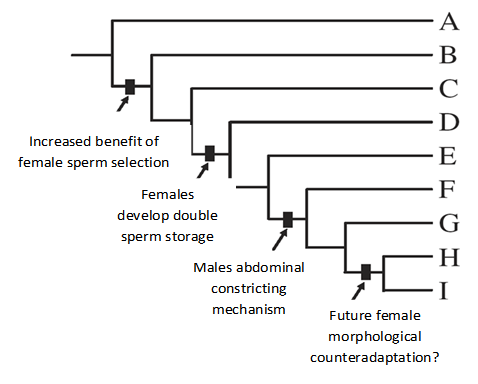 A
B
C
D
E
F
G
H
I
Increased benefit of
female sperm selection
Females
develop double
sperm storage
Males abdominal
constricting
mechanism
Future female
morphological
counteradaptation?